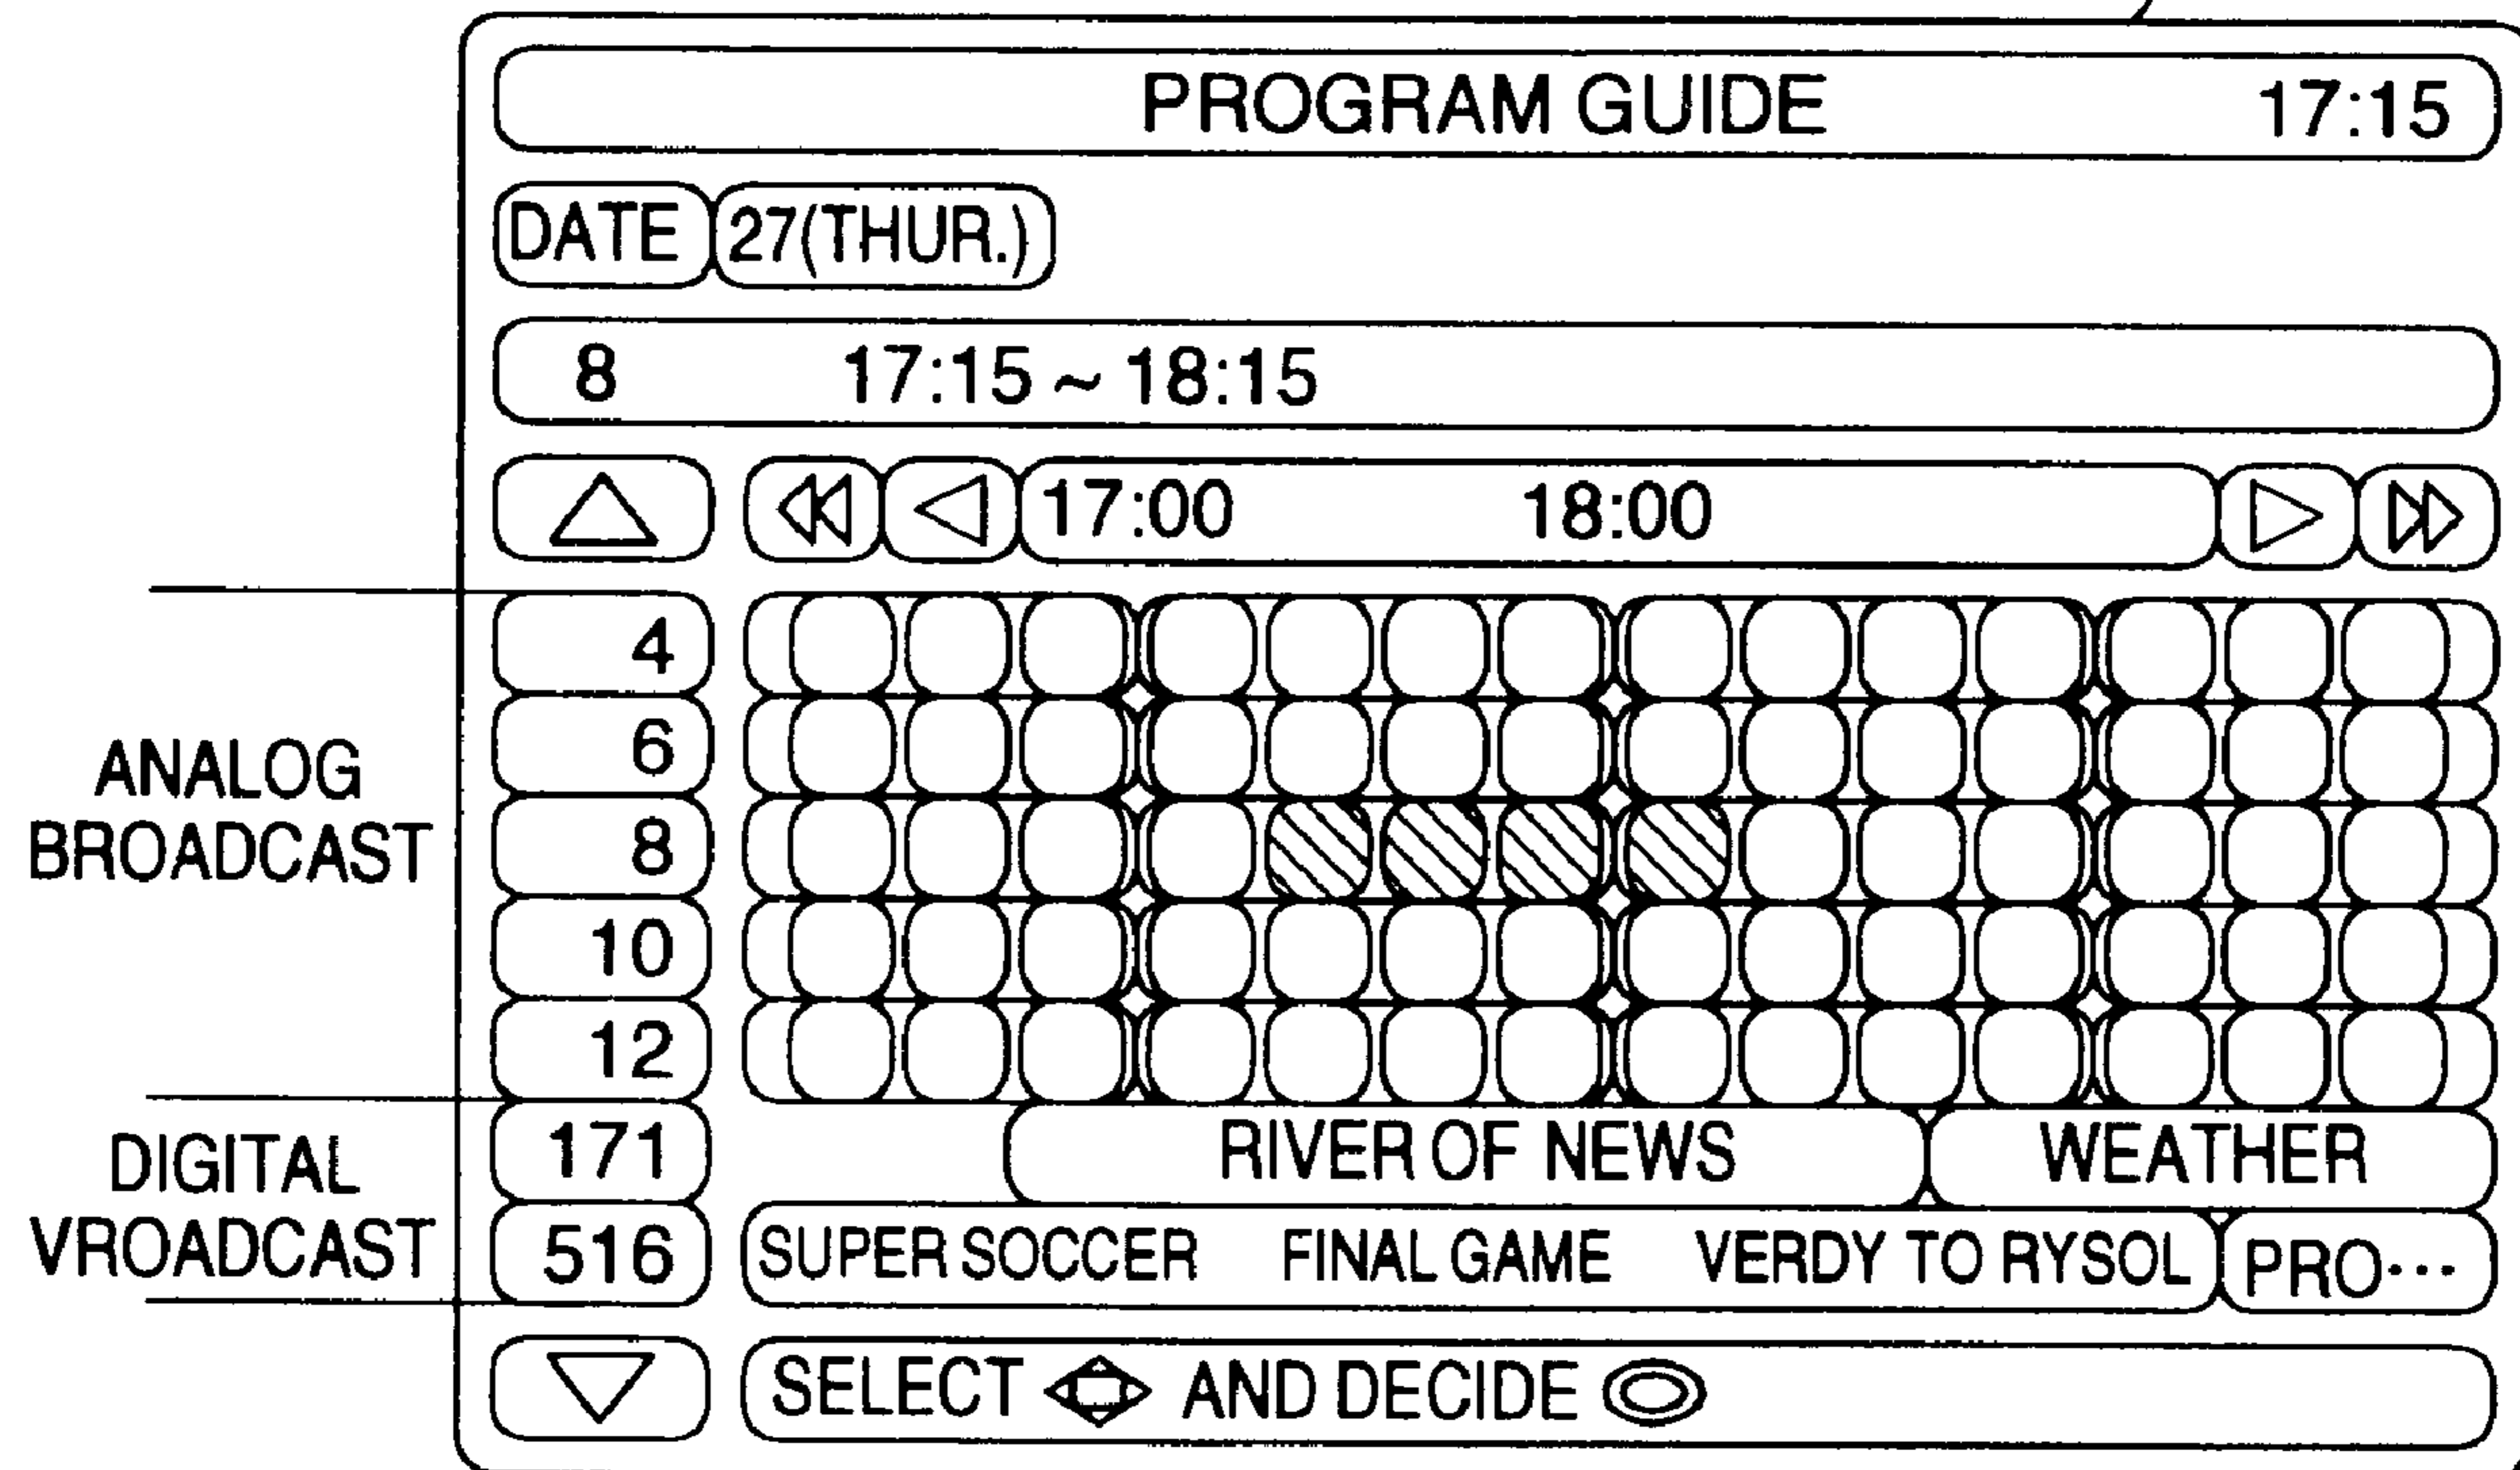 PROGRAM GUIDE 17:15
DATE 27(THUR.)
8 17:15 ~ 18:15
17:00 18:00
4
6
ANALOG
BROADCAST
8
10
12
171 RIVER OF NEWS WEATHER
DIGITAL
VROADCAST
516 SUPER SOCCER FINAL GAME VERDY TO RYSOL PRO···
SELECT AND DECIDE